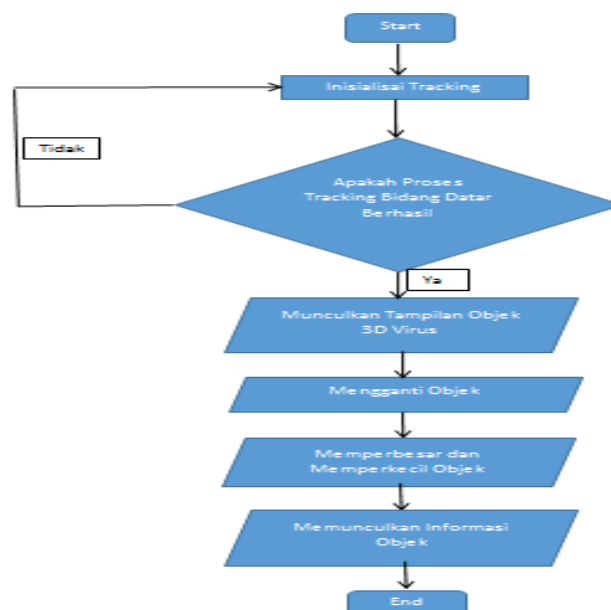 Start
Inisialisai Tracking
Tidak
Apakah Proses
Tracking Bidang Datar
Berhasil
Ya
Munculkan Tampilan Objek
3D Virus
Mengganti Objek
Memperbesar dan
Memperkecil Objek
Memunculkan Informasi
Objek
End